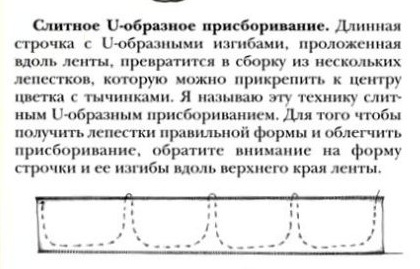 Слитное U-образное присборивание. Длинная
строчка с U-образными изгибами, проложенная
вдоль ленты, превратится в сборку из нескольких
лепестков, которую можно прикрепить к центру
цветка с тычинками. Я называю эту технику слит-
ным U-образным присбориванием. Для того чтобы
получить лепестки правильной формы и облегчить
присборивание, обратите внимание на форму
строчки и ее изгибы вдоль верхнего края ленты.